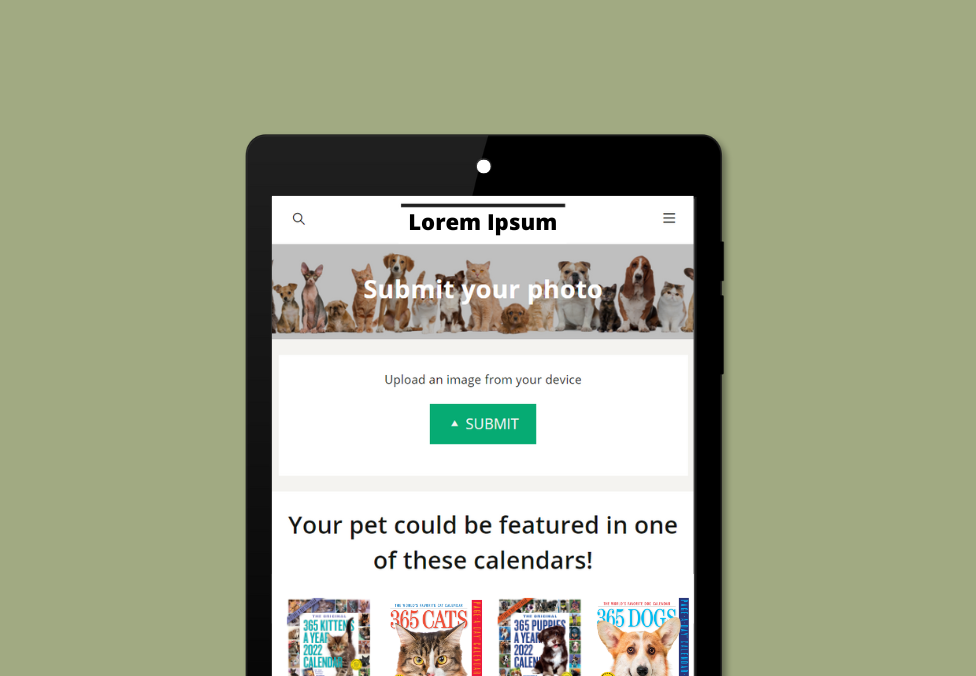 Lorem Ipsum
Submit your photo
Upload an image from your device
SUBMIT
Your pet could be featured in one
of these calendars!
THE ORIGINAL
365 KITTENS
A YEAR
2022
CALENDAR
THE WORLD'S FAVORITE CAT CALENDAR
365 CATS
THE ORIGINAL
365 PUPPIES
A YEAR
2022
CALEN
THE WORLD'S FAVORITE DOG CALENDAR
365 DOGS